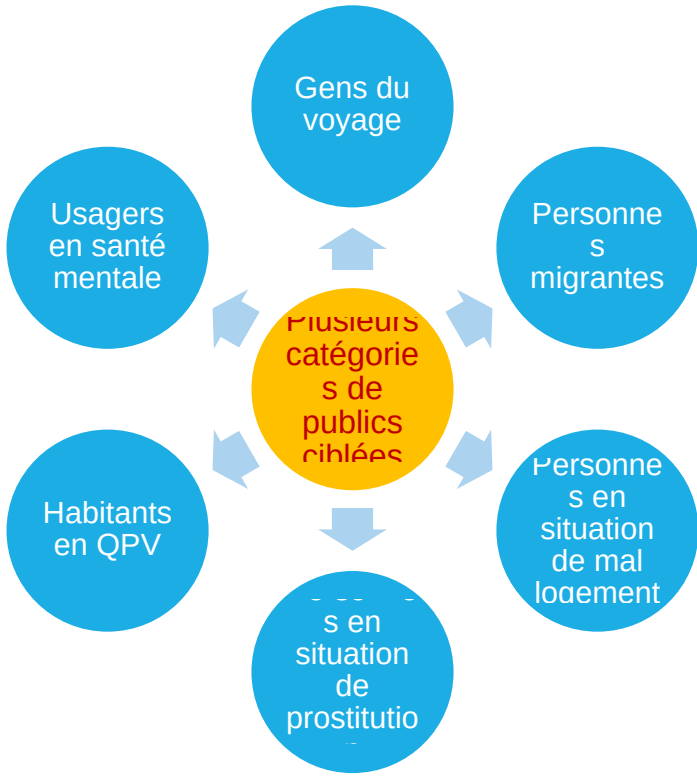 Gens du
voyage
Personne
s
migrantes
Personne
s en
situation
de mal
logement
s en
situation
de
prostitutio
Habitants
en QPV
Usagers
en santé
mentale
Plusieurs
catégorie
s de
publics
ciblées